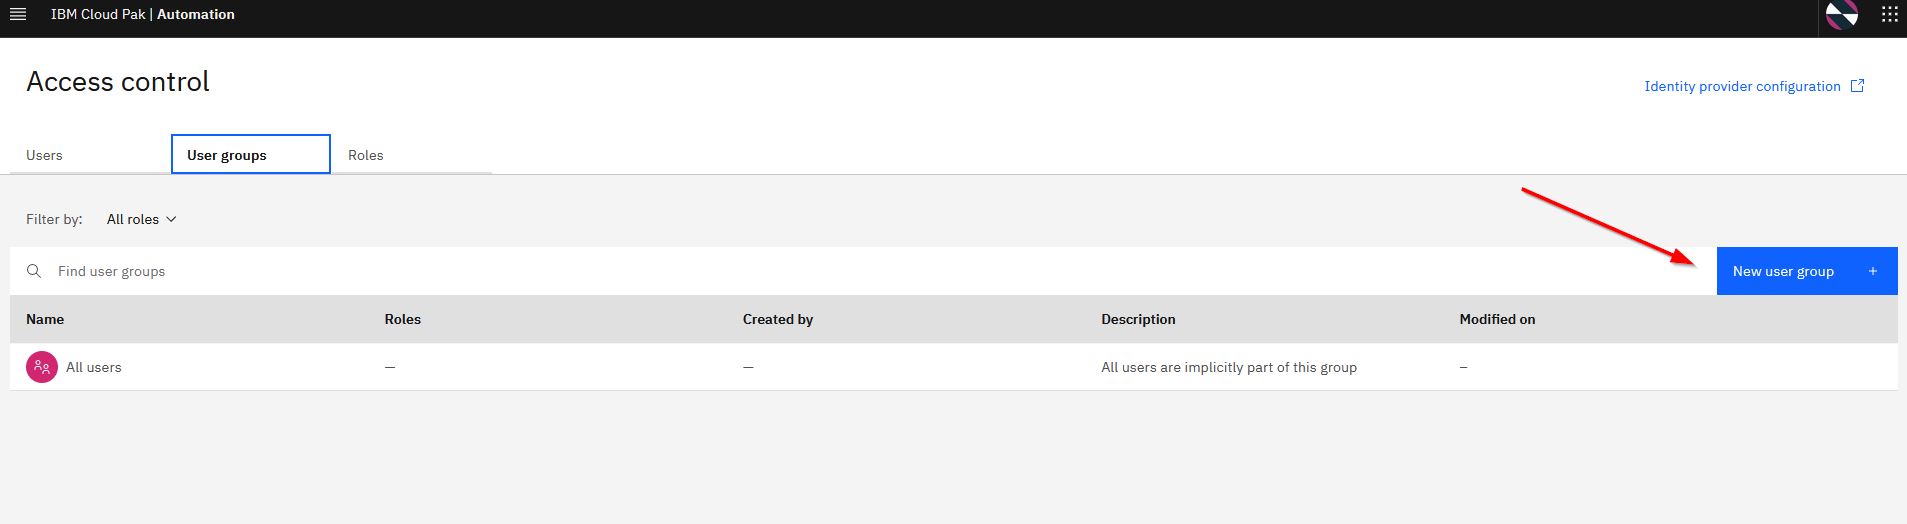 IBM Cloud Pak | Automation
Access control
Identity provider configuration
Users
User groups
Roles
Filter by: All roles
Find user groups
New user group +
Name Roles Created by Description Modified on
All users — — All users are implicitly part of this group –